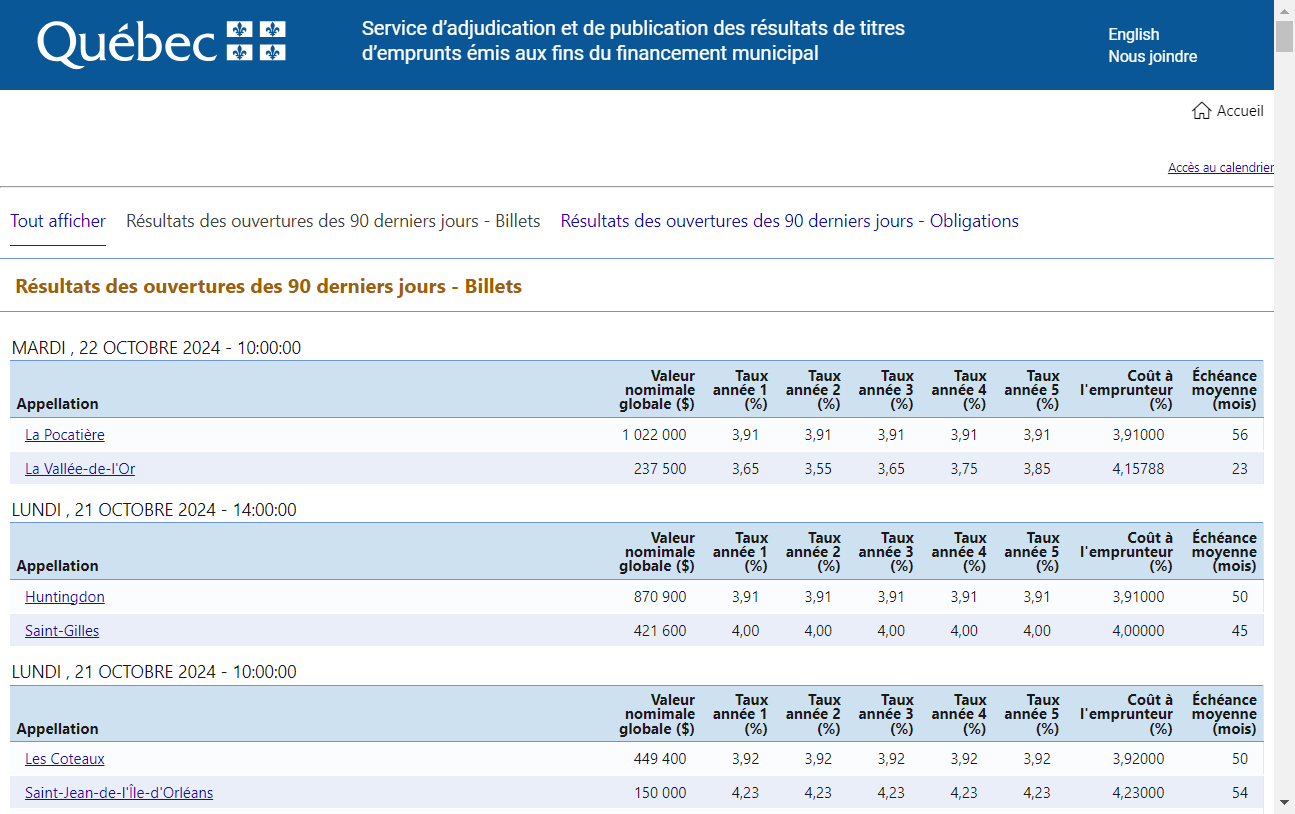 Québec
Service d’adjudication et de publication des résultats de titres
d’emprunts émis aux fins du financement municipal
English
Nous joindre
Accueil
Accès au calendrier
Tout afficher Résultats des ouvertures des 90 derniers jours - Billets Résultats des ouvertures des 90 derniers jours - Obligations
Résultats des ouvertures des 90 derniers jours - Billets
MARDI , 22 OCTOBRE 2024 - 10:00:00
Valeur Taux Taux Taux Taux Taux Coût à Échéance
nomimale année 1 année 2 année 3 année 4 année 5 l'emprunteur moyenne
Appellation globale ($) (%) (%) (%) (%) (%) (%) (mois)
La Pocatière 1 022 000 3,91 3,91 3,91 3,91 3,91 3,91000 56
La Vallée-de-l'Or 237 500 3,65 3,55 3,65 3,75 3,85 4,15788 23
LUNDI , 21 OCTOBRE 2024 - 14:00:00
Valeur Taux Taux Taux Taux Taux Coût à Échéance
nomimale année 1 année 2 année 3 année 4 année 5 l'emprunteur moyenne
Appellation globale ($) (%) (%) (%) (%) (%) (%) (mois)
Huntingdon 870 900 3,91 3,91 3,91 3,91 3,91 3,91000 50
Saint-Gilles 421 600 4,00 4,00 4,00 4,00 4,00 4,00000 45
LUNDI , 21 OCTOBRE 2024 - 10:00:00
Valeur Taux Taux Taux Taux Taux Coût à Échéance
nomimale année 1 année 2 année 3 année 4 année 5 l'emprunteur moyenne
Appellation globale ($) (%) (%) (%) (%) (%) (%) (mois)
Les Coteaux 449 400 3,92 3,92 3,92 3,92 3,92 3,92000 50
Saint-Jean-de-l'Île-d'Orléans 150 000 4,23 4,23 4,23 4,23 4,23 4,23000 54